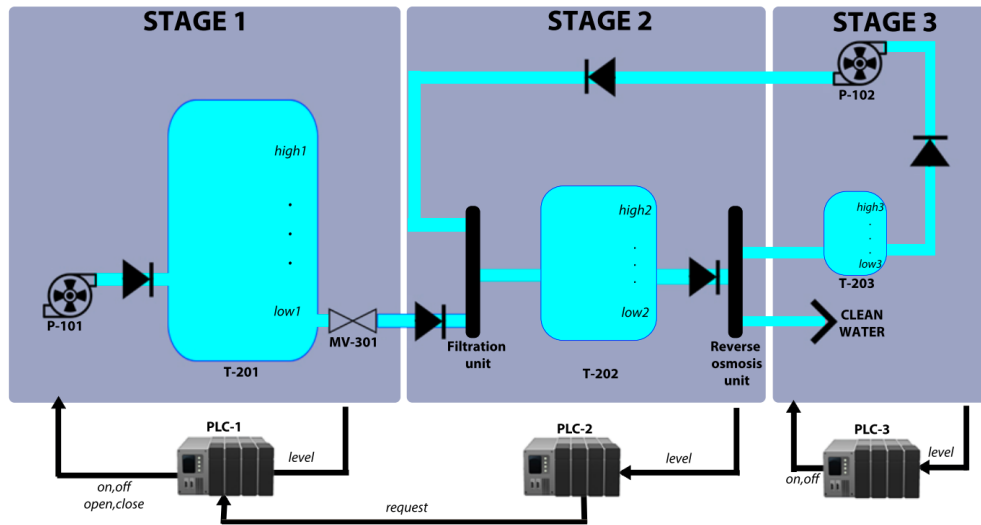 STAGE 1
STAGE 2
STAGE 3
P-102
high1
high2
high3
low3
T-203
P-101
low1
MV-301
low2
CLEAN
WATER
Filtration
unit
Reverse
osmosis
unit
T-201
T-202
PLC-1
PLC-2
PLC-3
level
level
level
on,off
open,close
on,off
request